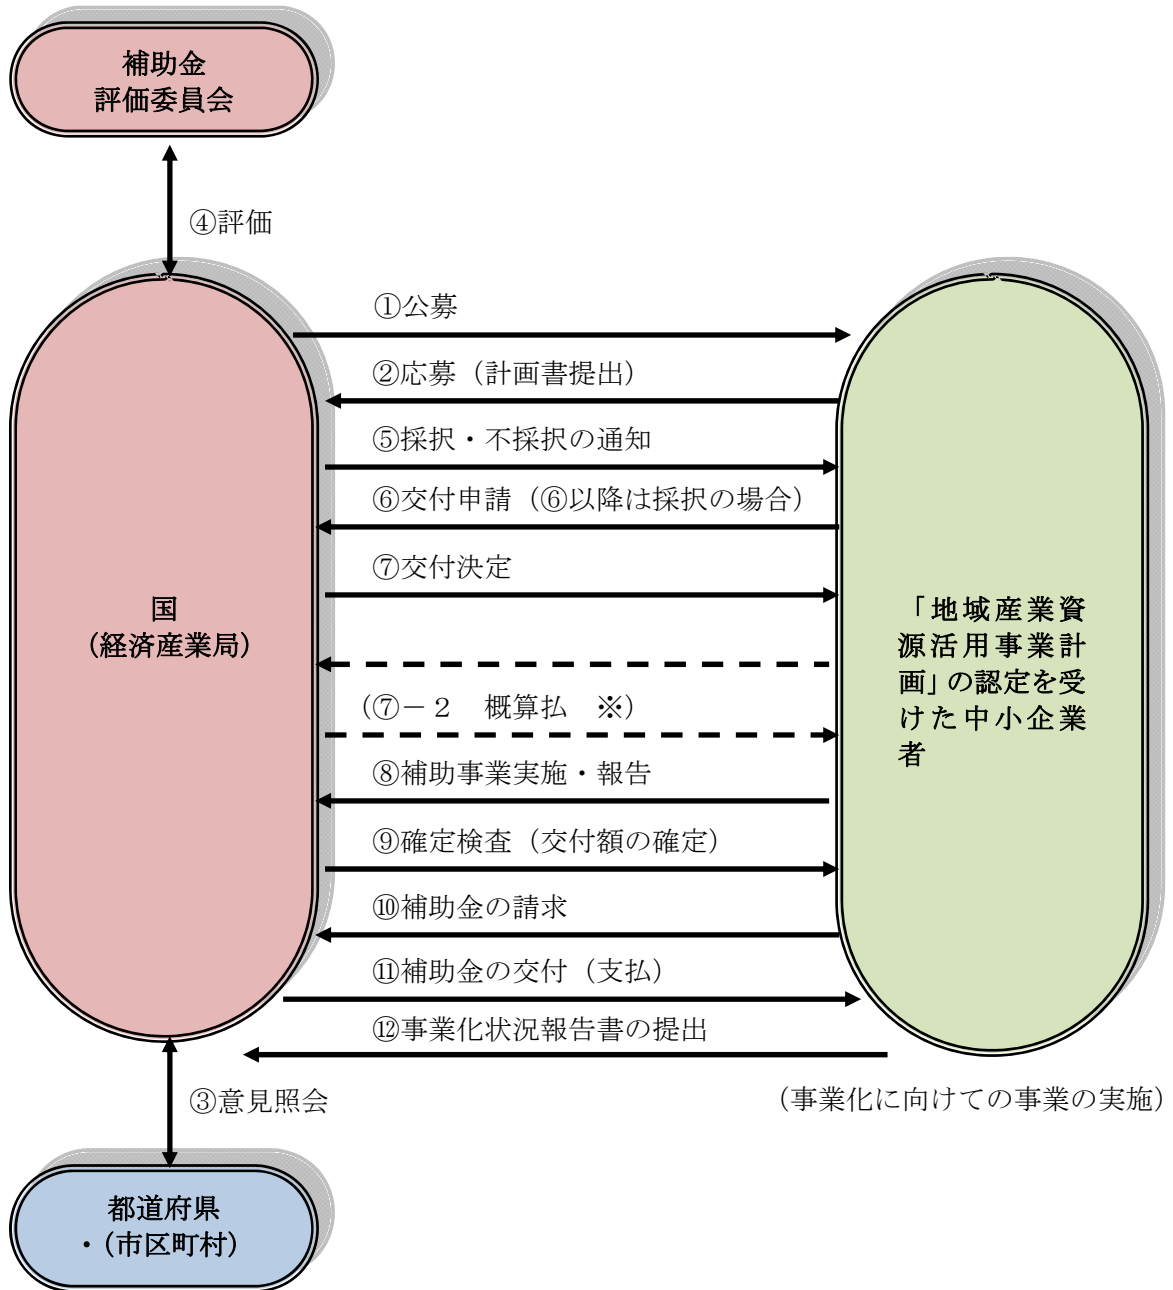 補助金
評価委員会
④評価
①公募
②応募（計画書提出）
⑤採択・不採択の通知
⑥交付申請（⑥以降は採択の場合）
⑦交付決定
国
（経済産業局）
（⑦－２　概算払　※）
⑧補助事業実施・報告
⑨確定検査（交付額の確定）
⑩補助金の請求
⑪補助金の交付（支払）
⑫事業化状況報告書の提出
「地域産業資
源活用事業計
画」の認定を受
けた中小企業
者
③意見照会
（事業化に向けての事業の実施）
都道府県
・（市区町村）